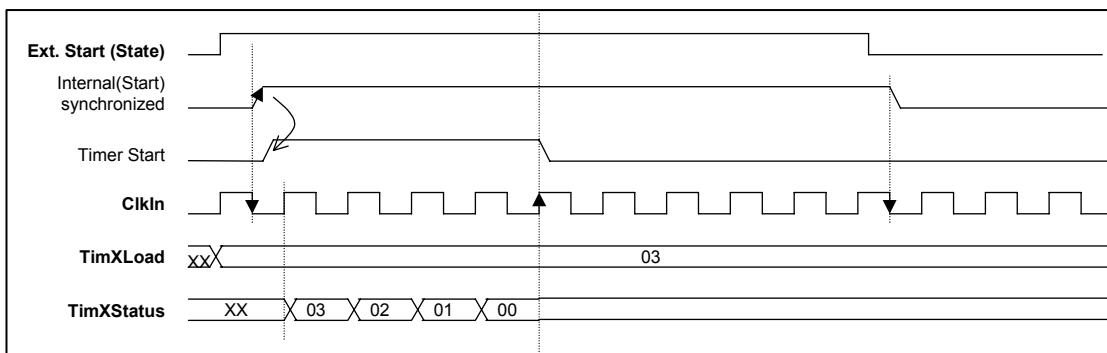 Ext. Start (State)
Internal(Start)
synchronized
Timer Start
ClkIn
TimXLoad
XX
03
TimXStatus
XX
03
02
01
00